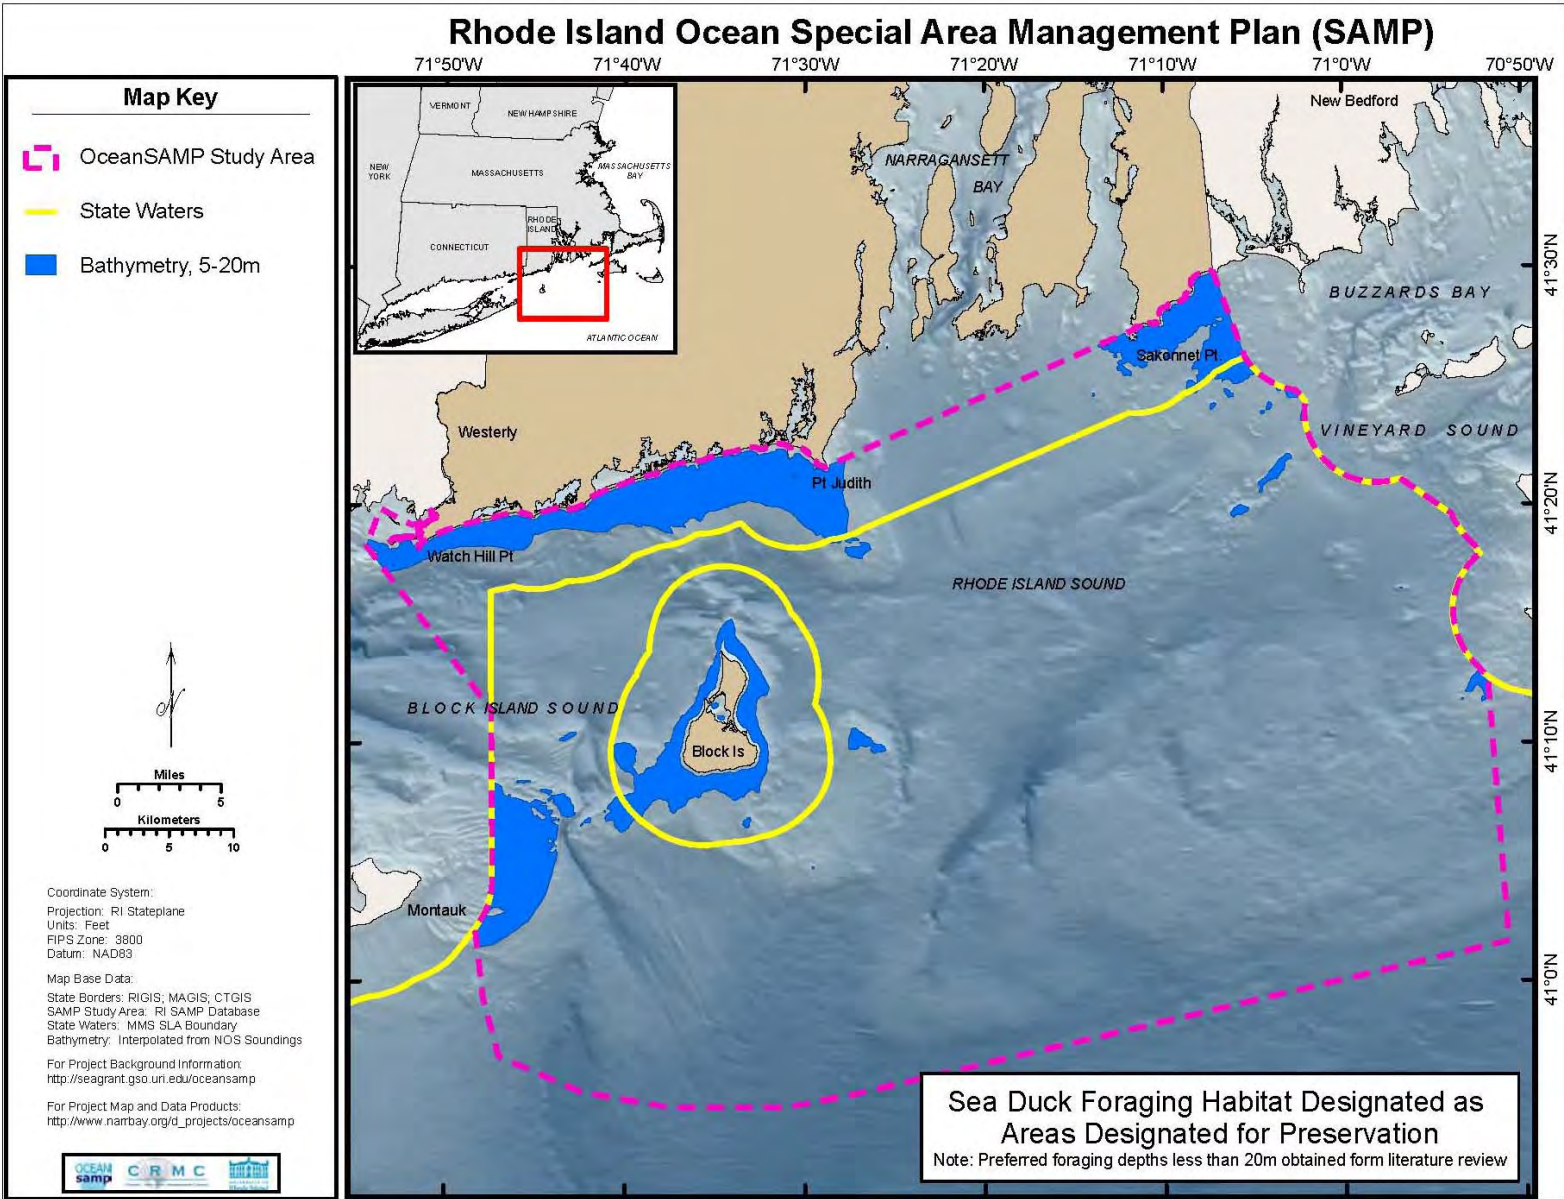 Rhode Island Ocean Special Area Management Plan (SAMP)
71°50'W 71°40'W 71°30'W 71°20'W 71°10'W 71°0'W 70°50'W
Map Key
OceanSAMP Study Area
State Waters
Bathymetry, 5-20m
N
Miles
0 5
Kilometers
0 5 10
Coordinate System:
Projection: RI Stateplane
Units: Feet
FIPS Zone: 3800
Datum: NAD83
Map Base Data:
State Borders: RIGIS; MAGIS; CTGIS
SAMP Study Area: RI SAMP Database
State Waters: MMS SLA Boundary
Bathymetry: Interpolated from NOS Soundings
For Project Background Information:
http://seagrant.gso.uri.edu/oceansamp
For Project Map and Data Products:
http://www.narrbay.org/d_projects/oceansamp
OCEAN
samp
CRMC
VERMONT
NEW HAMPSHIRE
NEW
YORK
MASSACHUSETTS
MASSACHUSETTS
BAY
RHODE
ISLAND
CONNECTICUT
ATLANTIC OCEAN
New Bedford
NARRAGANSETT
BAY
BUZZARDS BAY
Sakonnet Pt.
Westerly
VINEYARD SOUND
Pt Judith
Watch Hill Pt
RHODE ISLAND SOUND
BLOCK ISLAND SOUND
Block Is
Montauk
41°30'N
41°20'N
41°10'N
41°0'N
Sea Duck Foraging Habitat Designated as
Areas Designated for Preservation
Note: Preferred foraging depths less than 20m obtained form literature review